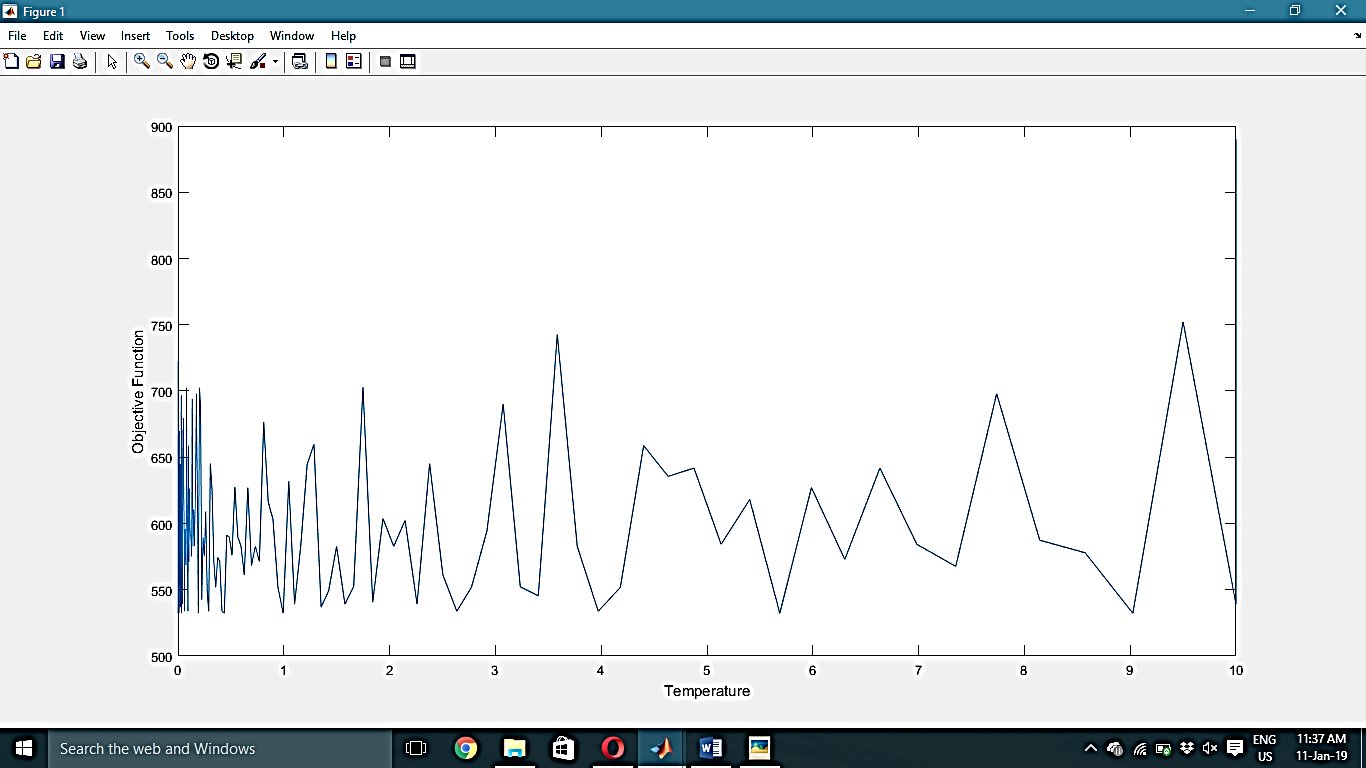 Figure 1
File Edit View Insert Tools Desktop Window Help
900
850
800
750
700
650
600
550
500
Objective Function
0 1 2 3 4 5 6 7 8 9 10
Temperature
Search the web and Windows
ENG
US
11:37 AM
11-Jan-19